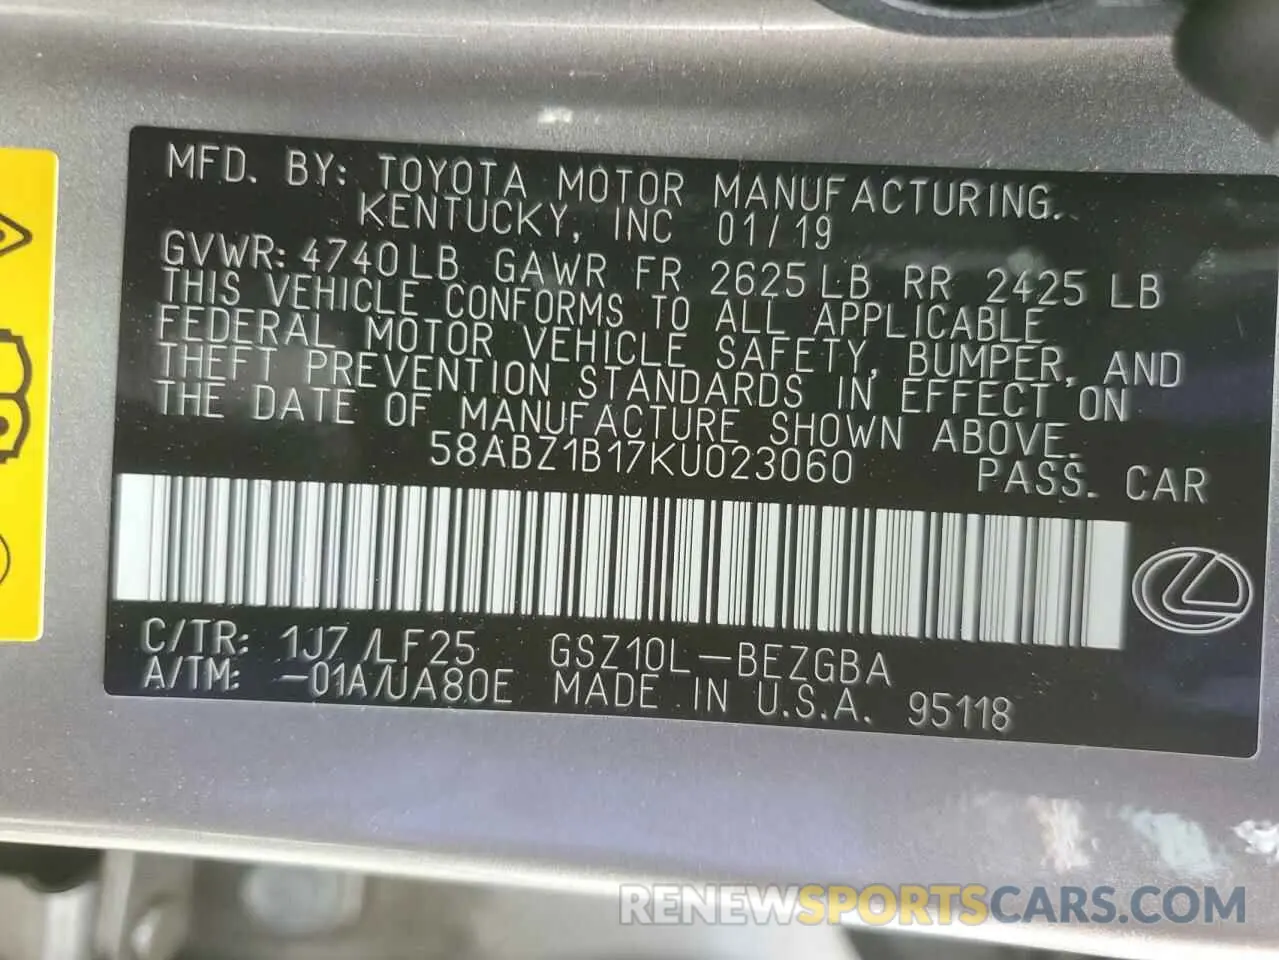 MFD. BY: TOYOTA MOTOR MANUFACTURING.
KENTUCKY, INC 01/19
GVWR: 4740LB GAWR FR 2625LB RR 2425 LB
THIS VEHICLE CONFORMS TO ALL APPLICABLE
FEDERAL MOTOR VEHICLE SAFETY, BUMPER, AND
THEFT PREVENTION STANDARDS IN EFFECT ON
THE DATE OF MANUFACTURE SHOWN ABOVE.
58ABZ1B17KU023060 PASS. CAR
C/TR: 1J7 /LF25 GSZ10L-BEZGBA
A/TM: -01A/UA80E MADE IN U.S.A. 95118
RENEWSPORTSCARS.COM